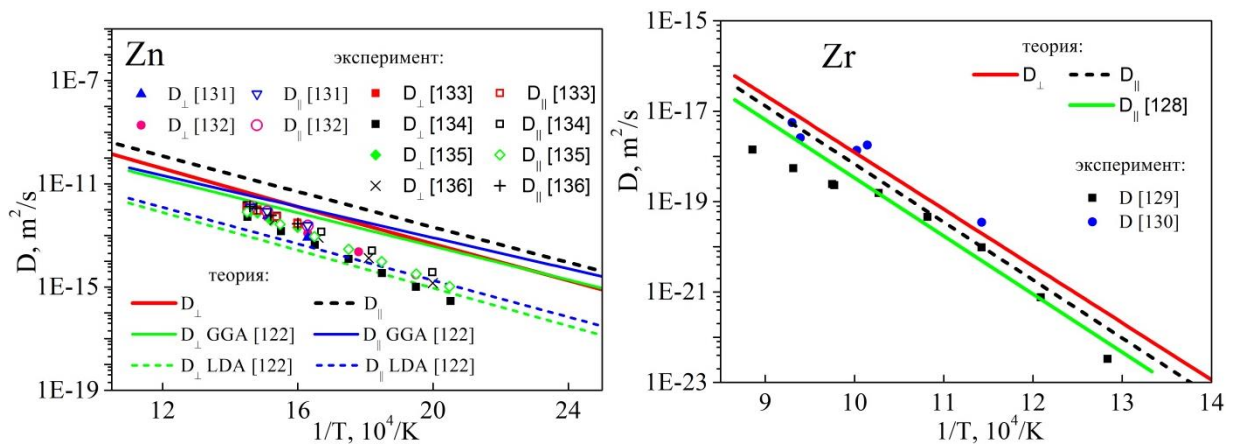 Zn
эксперимент:
D⊥ [131] D|| [131] D⊥ [133] D|| [133]
D⊥ [132] D|| [132] D⊥ [134] D|| [134]
D⊥ [135] D|| [135]
D⊥ [136] D|| [136]
теория:
D⊥ D||
D⊥ GGA [122] D|| GGA [122]
D⊥ LDA [122] D|| LDA [122]
D, m²/s
1E-7
1E-11
1E-15
1E-19
12 16 20 24
1/T, 10⁴/K
Zr
теория:
D⊥ D||
D|| [128]
эксперимент:
D [129]
D [130]
D, m²/s
1E-15
1E-17
1E-19
1E-21
1E-23
9 10 11 12 13 14
1/T, 10⁴/K